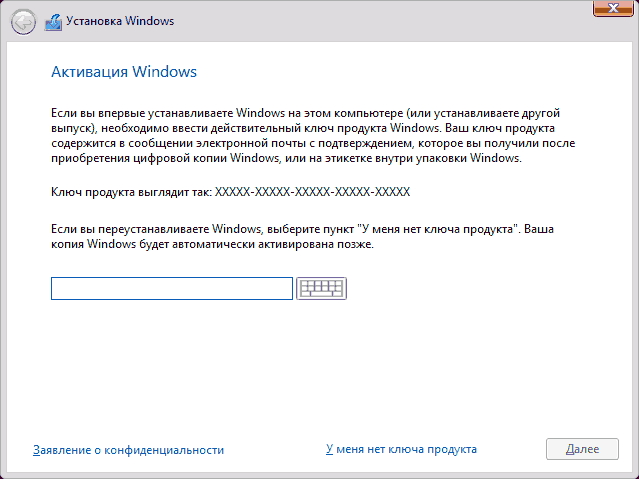 Установка Windows
Активация Windows
Если вы впервые устанавливаете Windows на этом компьютере (или устанавливаете другой
выпуск), необходимо ввести действительный ключ продукта Windows. Ваш ключ продукта
содержится в сообщении электронной почты с подтверждением, которое вы получили после
приобретения цифровой копии Windows, или на этикетке внутри упаковки Windows.
Ключ продукта выглядит так: XXXXX-XXXXX-XXXXX-XXXXX-XXXXX
Если вы переустанавливаете Windows, выберите пункт "У меня нет ключа продукта". Ваша
копия Windows будет автоматически активирована позже.
Заявление о конфиденциальности
У меня нет ключа продукта
Далее